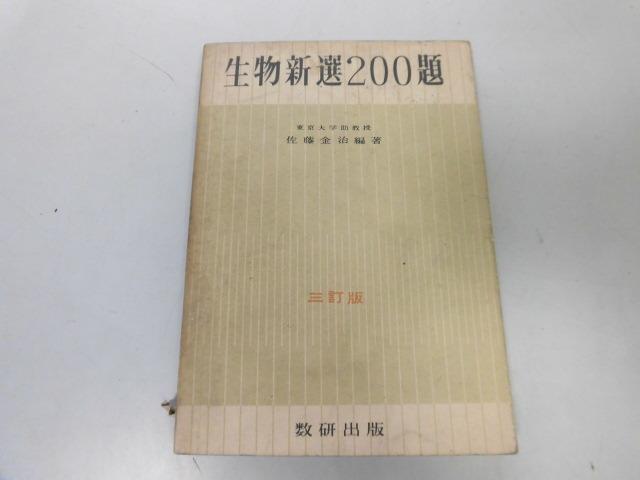 生物新選200題
東京大学助教授
佐藤金治編著
三訂版
数研出版